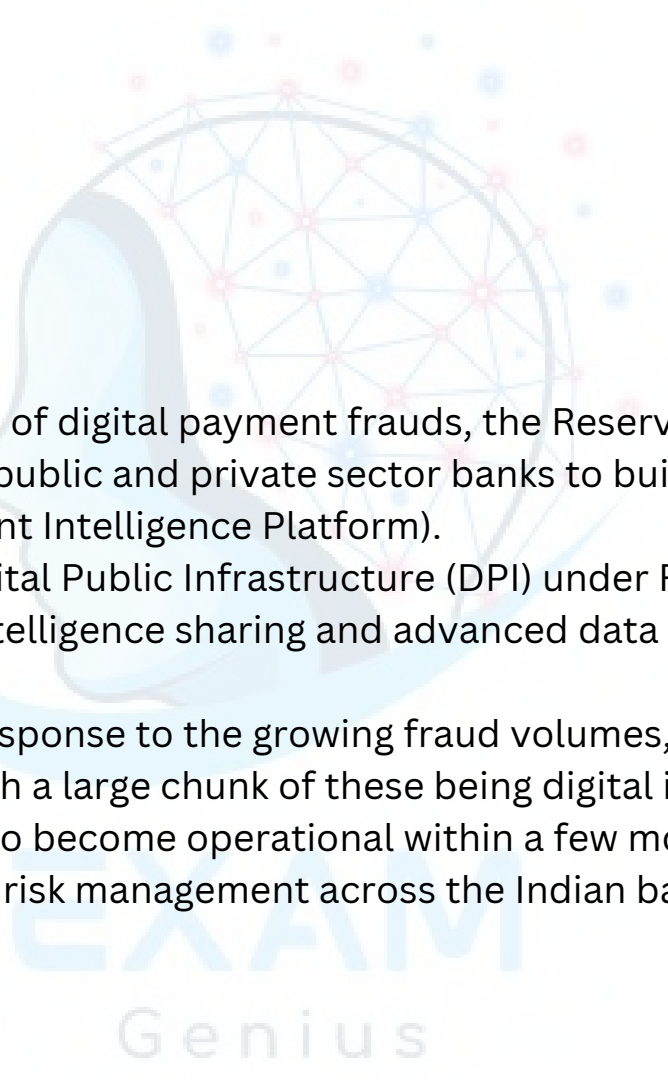 of digital payment frauds, the Reserv
public and private sector banks to bui
nt Intelligence Platform).
ital Public Infrastructure (DPI) under
telligence sharing and advanced data
sponse to the growing fraud volumes,
h a large chunk of these being digital i
o become operational within a few mo
risk management across the Indian ba
EXAM
Genius